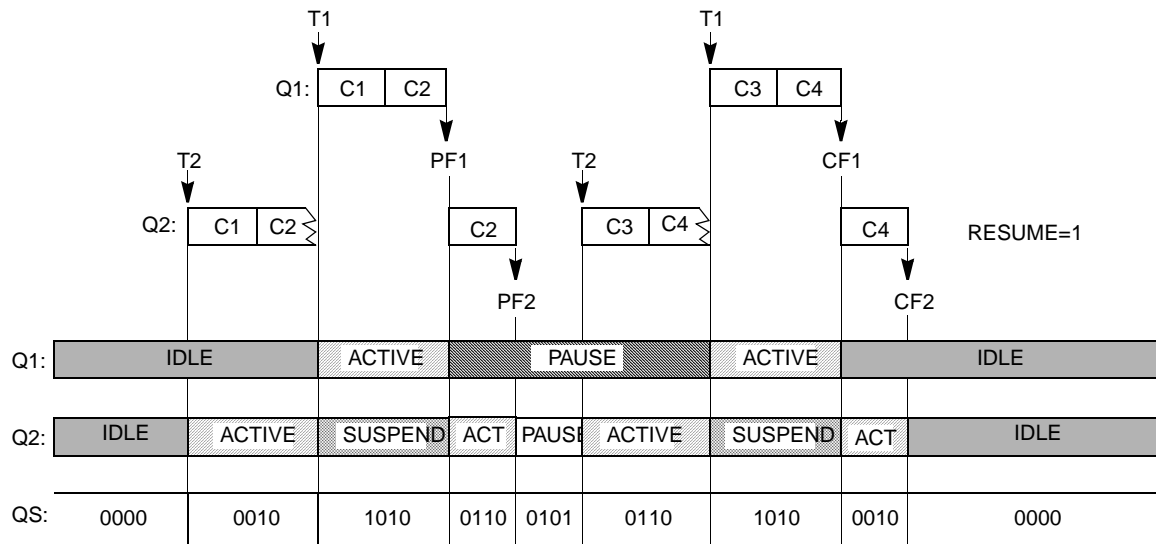 T1 T1
Q1: C1 C2 C3 C4
T2 PF1 T2 CF1
Q2: C1 C2 C2 C3 C4 C4 RESUME=1
PF2 CF2
Q1: IDLE ACTIVE PAUSE ACTIVE IDLE
Q2: IDLE ACTIVE SUSPEND ACT PAUSE ACTIVE SUSPEND ACT IDLE
QS: 0000 0010 1010 0110 0101 0110 1010 0010 0000